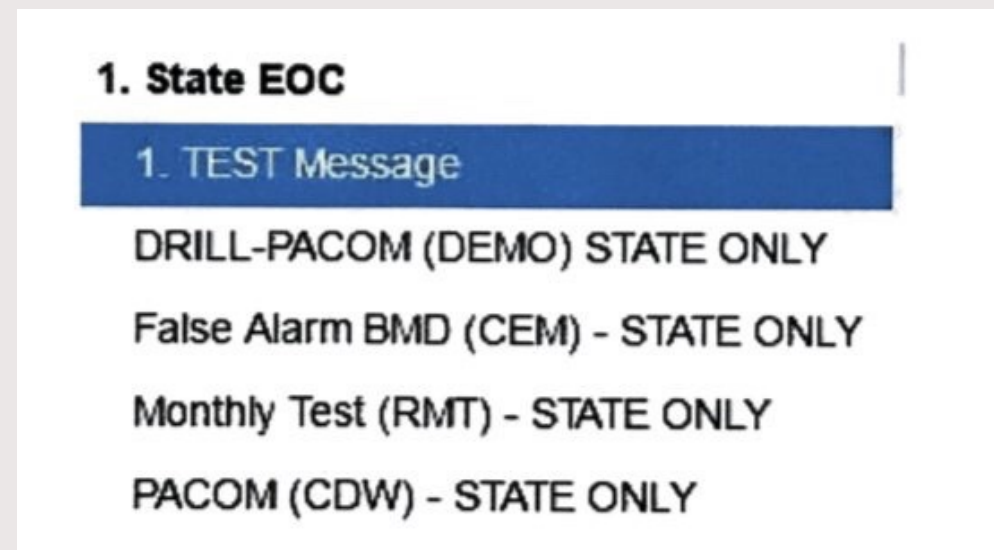 1. State EOC
1. TEST Message
DRILL-PACOM (DEMO) STATE ONLY
False Alarm BMD (CEM) - STATE ONLY
Monthly Test (RMT) - STATE ONLY
PACOM (CDW) - STATE ONLY